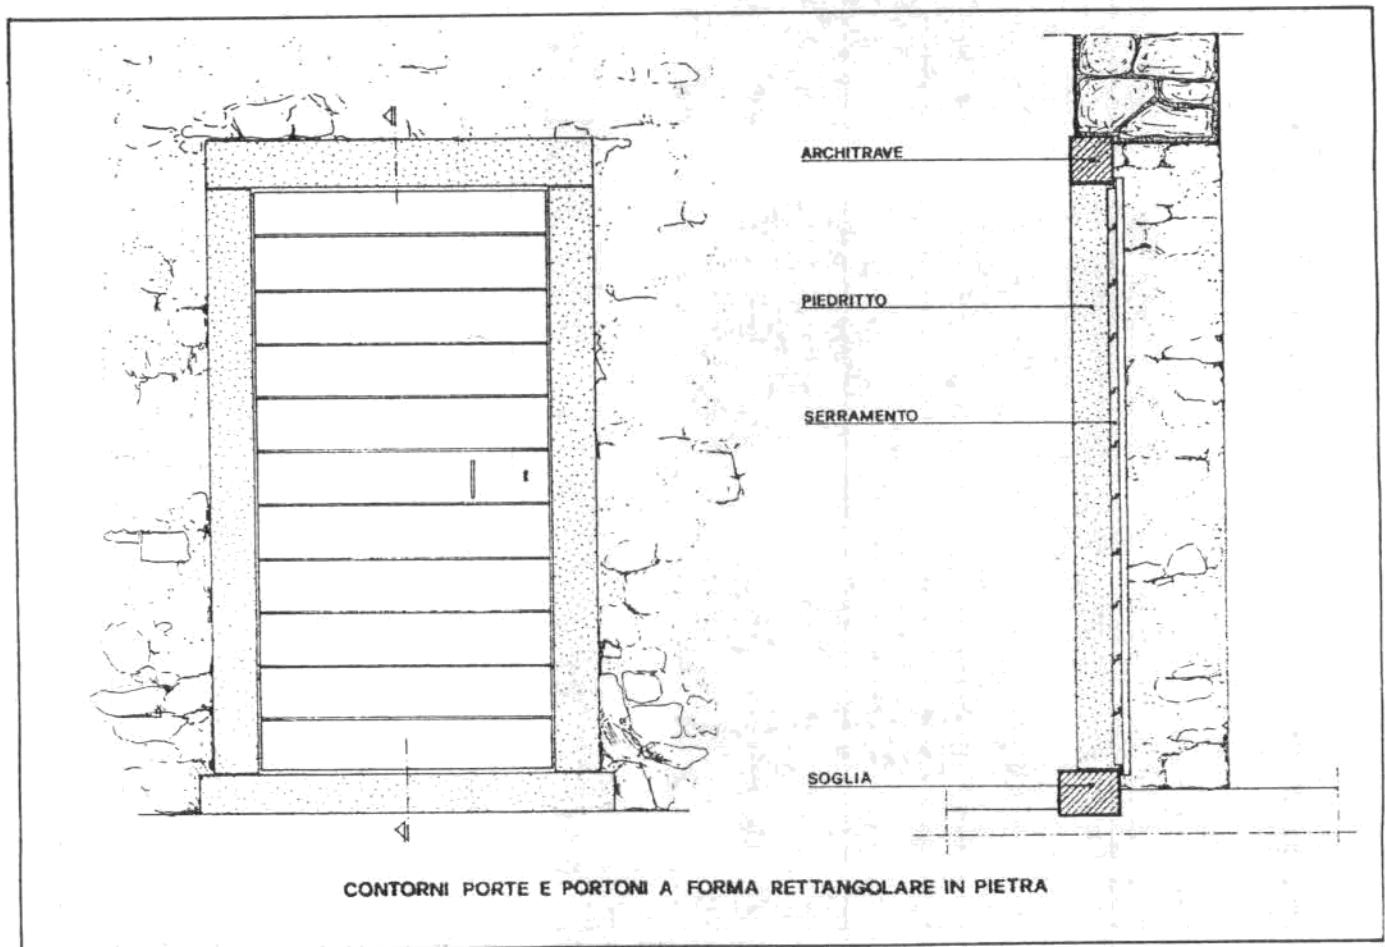 ARCHITRAVE
PIEDRITTO
SERRAMENTO
SOGLIA
CONTORNI PORTE E PORTONI A FORMA RETTANGOLARE IN PIETRA